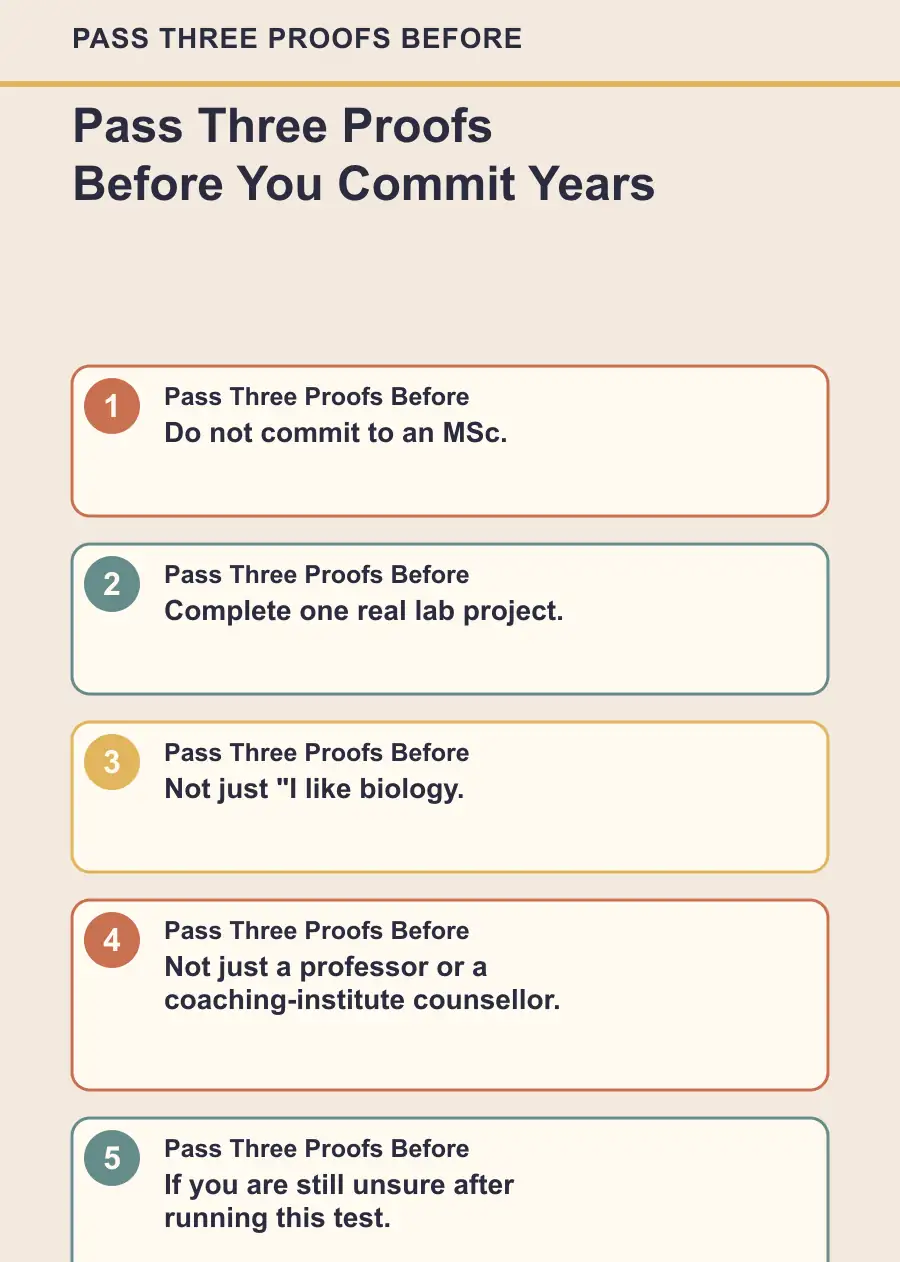 PASS THREE PROOFS BEFORE
Pass Three Proofs
Before You Commit Years
1
Pass Three Proofs Before
Do not commit to an MSc.
2
Pass Three Proofs Before
Complete one real lab project.
3
Pass Three Proofs Before
Not just "I like biology.
4
Pass Three Proofs Before
Not just a professor or a
coaching-institute counsellor.
5
Pass Three Proofs Before
If you are still unsure after
running this test.